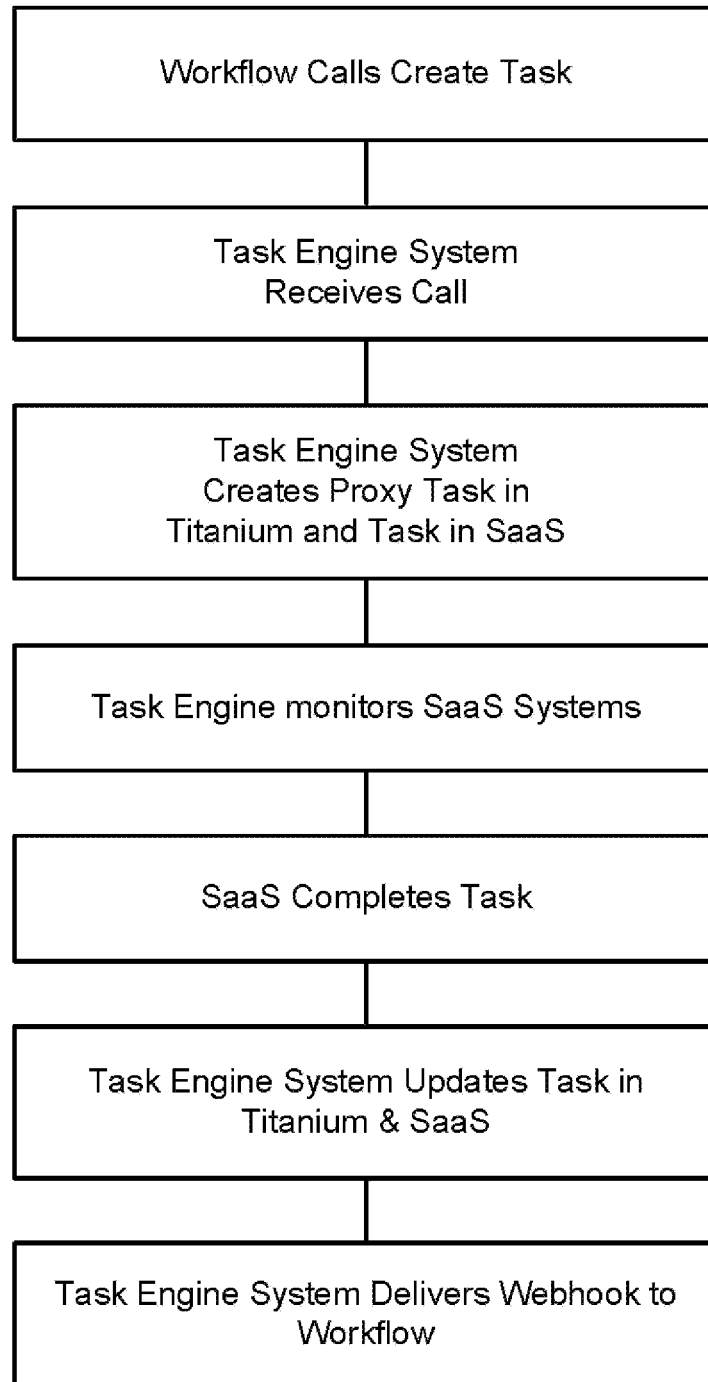 Workflow Calls Create Task
Task Engine System
Receives Call
Task Engine System
Creates Proxy Task in
Titanium and Task in SaaS
Task Engine monitors SaaS Systems
SaaS Completes Task
Task Engine System Updates Task in
Titanium & SaaS
Task Engine System Delivers Webhook to
Workflow